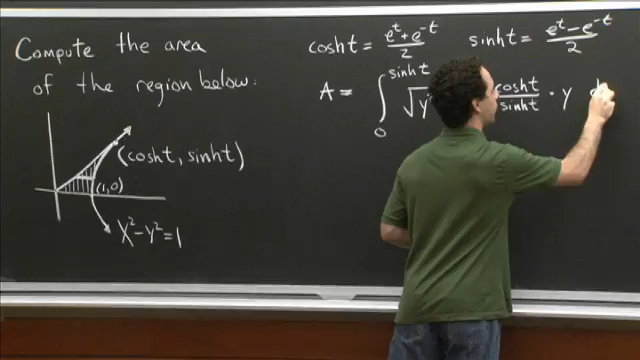 Compute the area
of the region below:
(cosh t, sinh t)
(1,0)
x² - y² = 1
cosh t = (e^t + e^-t)/2
sinh t = (e^t - e^-t)/2
A = ∫_0^{sinh t} √y cosh t / sinh t · y d